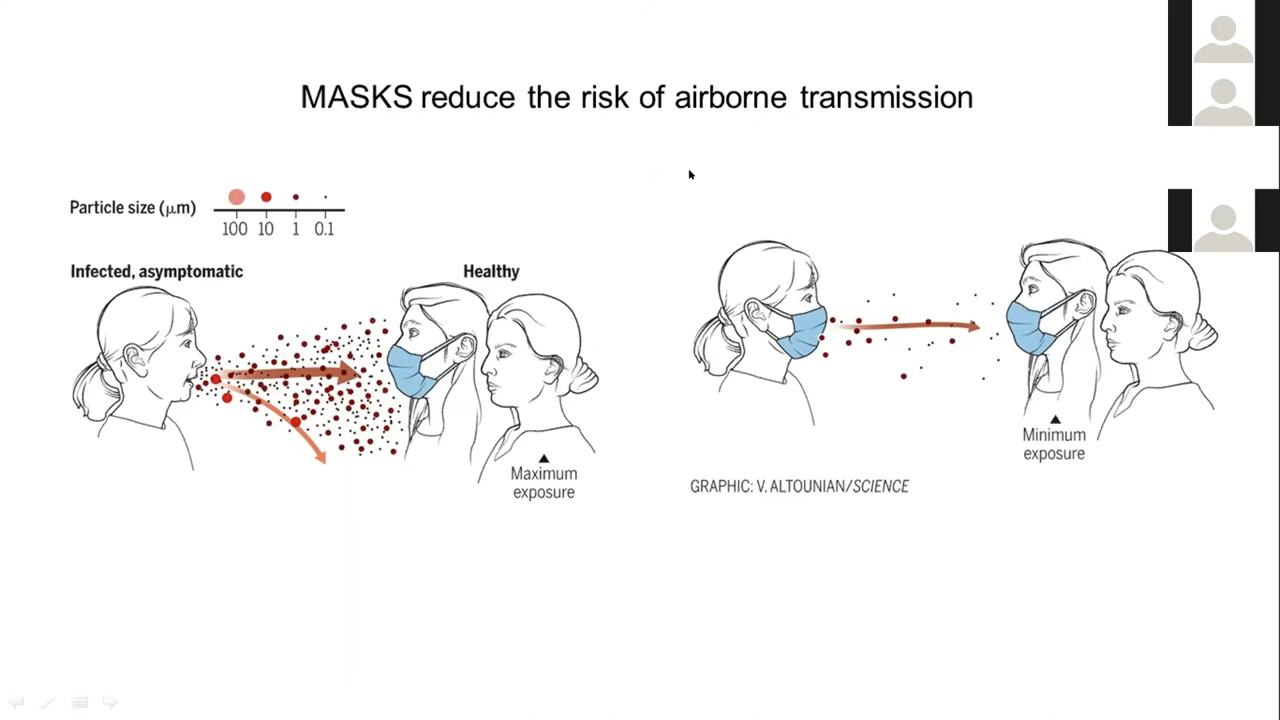 MASKS reduce the risk of airborne transmission
Particle size (μm)
100 10 1 0.1
Infected, asymptomatic
Healthy
Maximum
exposure
Minimum
exposure
GRAPHIC: V. ALTOUNIAN/SCIENCE